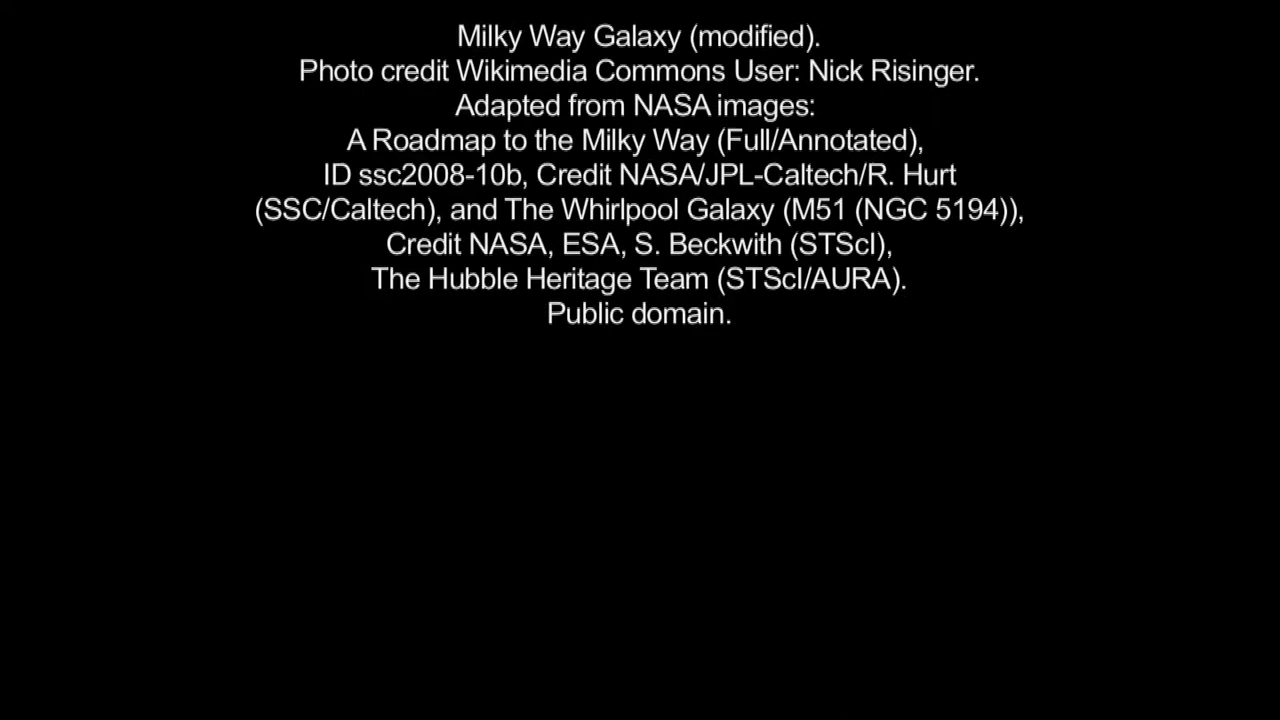 Milky Way Galaxy (modified).
Photo credit Wikimedia Commons User: Nick Risinger.
Adapted from NASA images:
A Roadmap to the Milky Way (Full/Annotated),
ID ssc2008-10b, Credit NASA/JPL-Caltech/R. Hurt
(SSC/Caltech), and The Whirlpool Galaxy (M51 (NGC 5194)),
Credit NASA, ESA, S. Beckwith (STScI),
The Hubble Heritage Team (STScI/AURA).
Public domain.